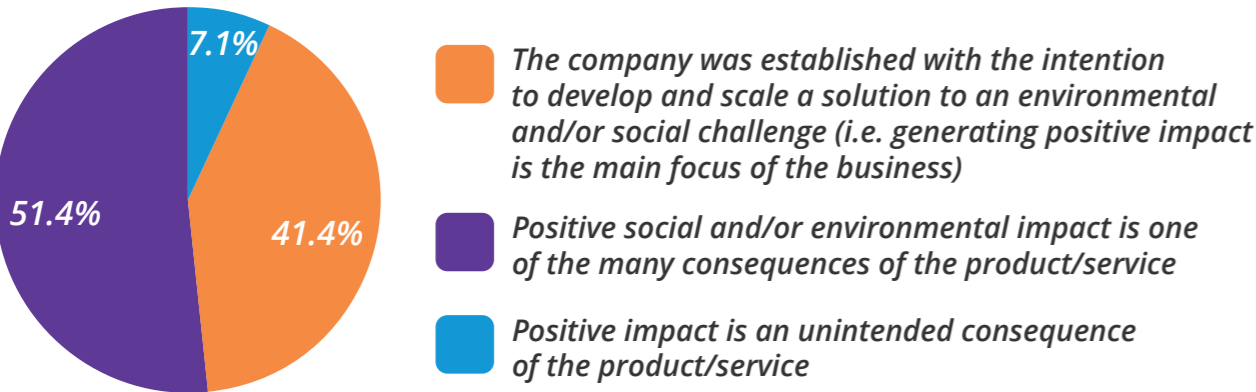 7.1%
51.4%
41.4%
The company was established with the intention
to develop and scale a solution to an environmental
and/or social challenge (i.e. generating positive impact
is the main focus of the business)
Positive social and/or environmental impact is one
of the many consequences of the product/service
Positive impact is an unintended consequence
of the product/service